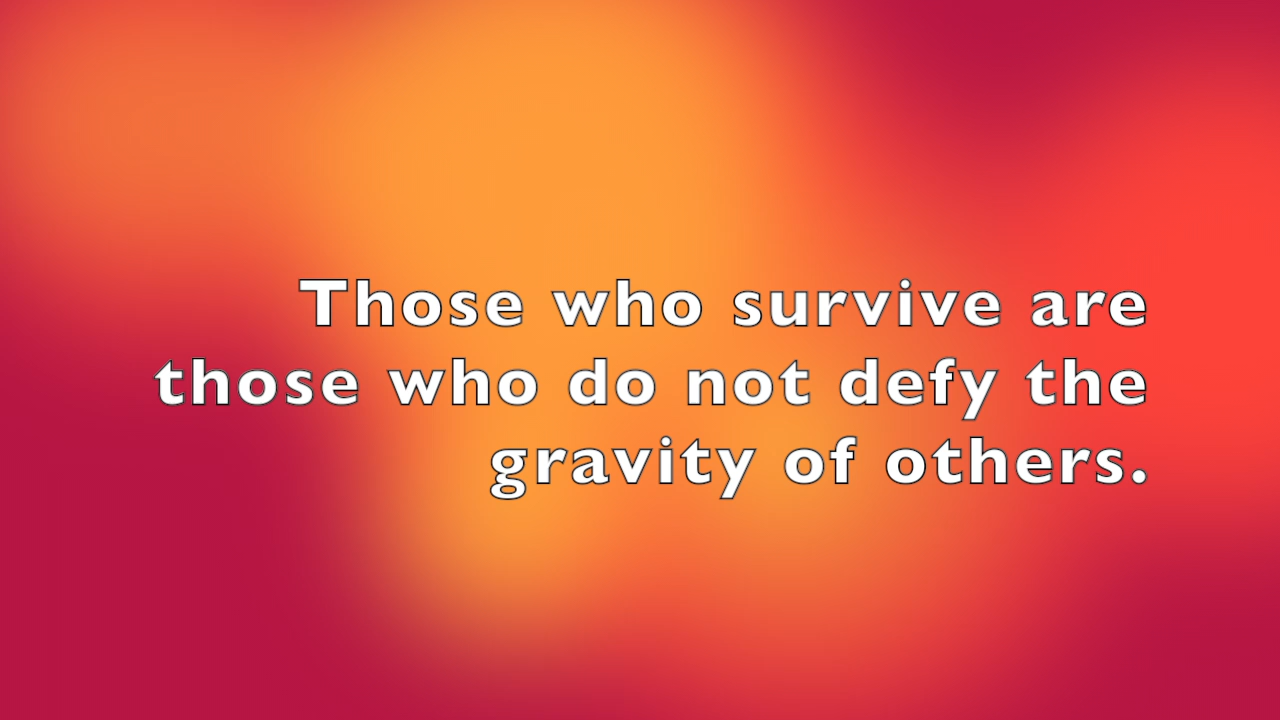 Those who survive are
those who do not defy the
gravity of others.